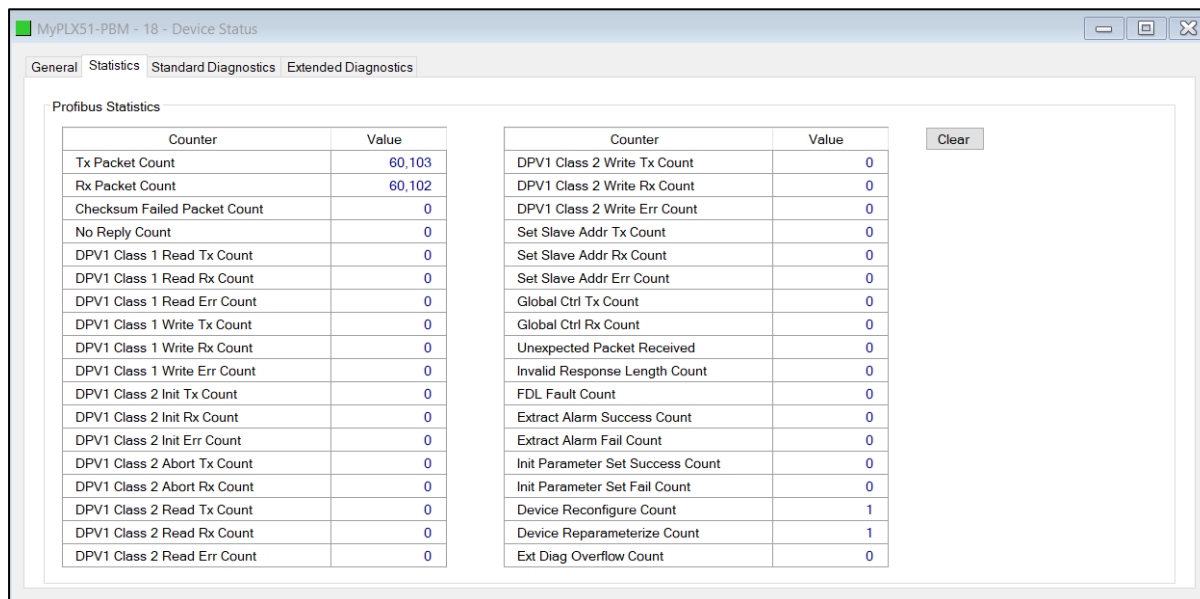 MyPLX51-PBM - 18 - Device Status
General Statistics Standard Diagnostics Extended Diagnostics
Profibus Statistics
Counter Value
Tx Packet Count 60,103
Rx Packet Count 60,102
Checksum Failed Packet Count 0
No Reply Count 0
DPV1 Class 1 Read Tx Count 0
DPV1 Class 1 Read Rx Count 0
DPV1 Class 1 Read Err Count 0
DPV1 Class 1 Write Tx Count 0
DPV1 Class 1 Write Rx Count 0
DPV1 Class 1 Write Err Count 0
DPV1 Class 2 Init Tx Count 0
DPV1 Class 2 Init Rx Count 0
DPV1 Class 2 Init Err Count 0
DPV1 Class 2 Abort Tx Count 0
DPV1 Class 2 Abort Rx Count 0
DPV1 Class 2 Read Tx Count 0
DPV1 Class 2 Read Rx Count 0
DPV1 Class 2 Read Err Count 0
Counter Value
DPV1 Class 2 Write Tx Count 0
DPV1 Class 2 Write Rx Count 0
DPV1 Class 2 Write Err Count 0
Set Slave Addr Tx Count 0
Set Slave Addr Rx Count 0
Set Slave Addr Err Count 0
Global Ctrl Tx Count 0
Global Ctrl Rx Count 0
Unexpected Packet Received 0
Invalid Response Length Count 0
FDL Fault Count 0
Extract Alarm Success Count 0
Extract Alarm Fail Count 0
Init Parameter Set Success Count 0
Init Parameter Set Fail Count 0
Device Reconfigure Count 1
Device Reparameterize Count 1
Ext Diag Overflow Count 0
Clear